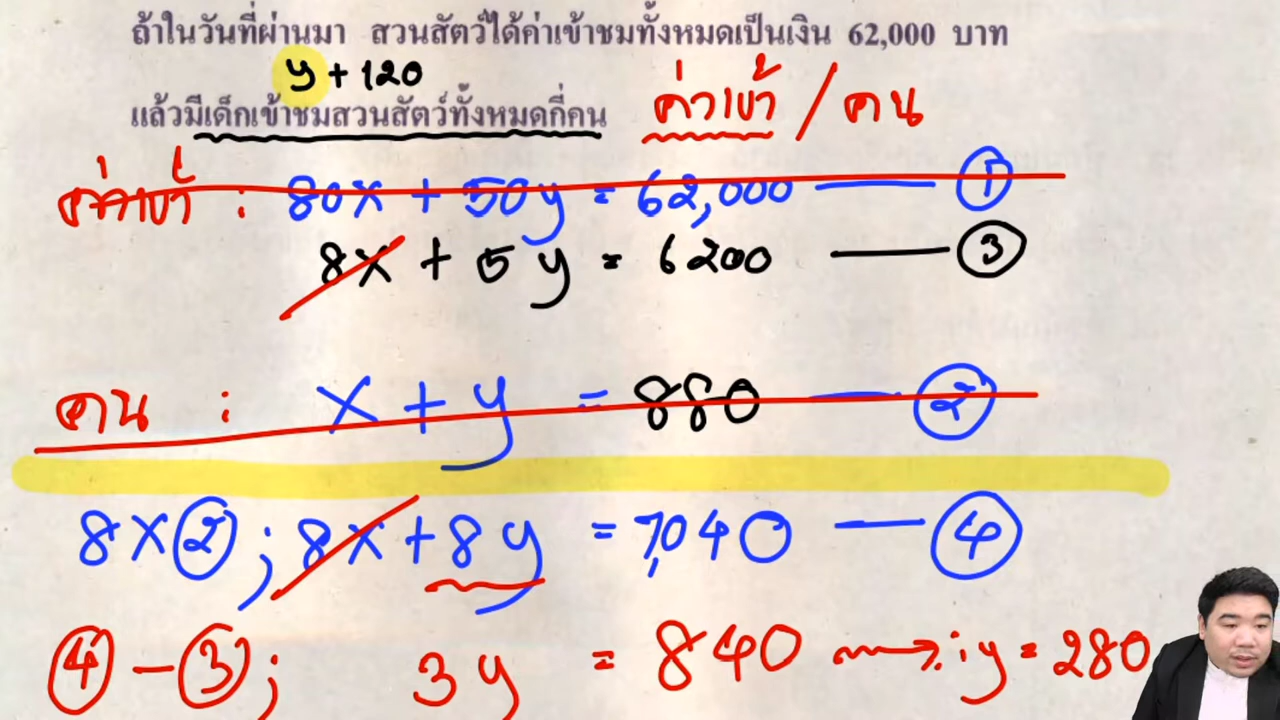 ถ้าในวันที่ผ่านมา สวนสัตว์ได้ค่าเข้าชมทั้งหมดเป็นเงิน 62,000 บาท
y + 120
แล้วมีเด็กเข้าชมสวนสัตว์ทั้งหมดกี่คน ค่าเข้า / คน
ค่าเข้า : 80x + 50y = 62,000 — ①
8x + 5y = 6200 — ③
คน : x + y = 880 — ②
8 x ②; 8x + 8y = 7,040 — ④
④ - ③; 3y = 840 → ; y = 280